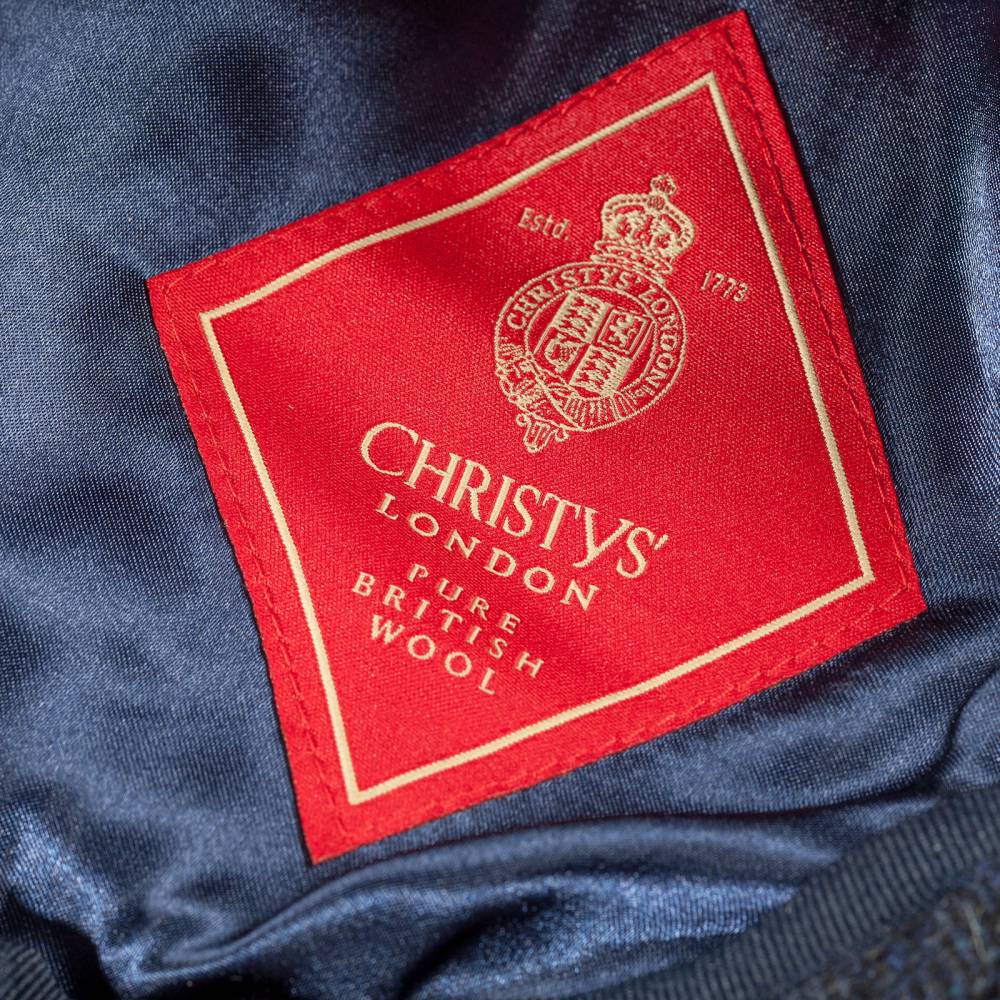 Estd.
1773
CHRISTYS' LONDON
CHRISTYS'
LONDON
PURE
BRITISH
WOOL